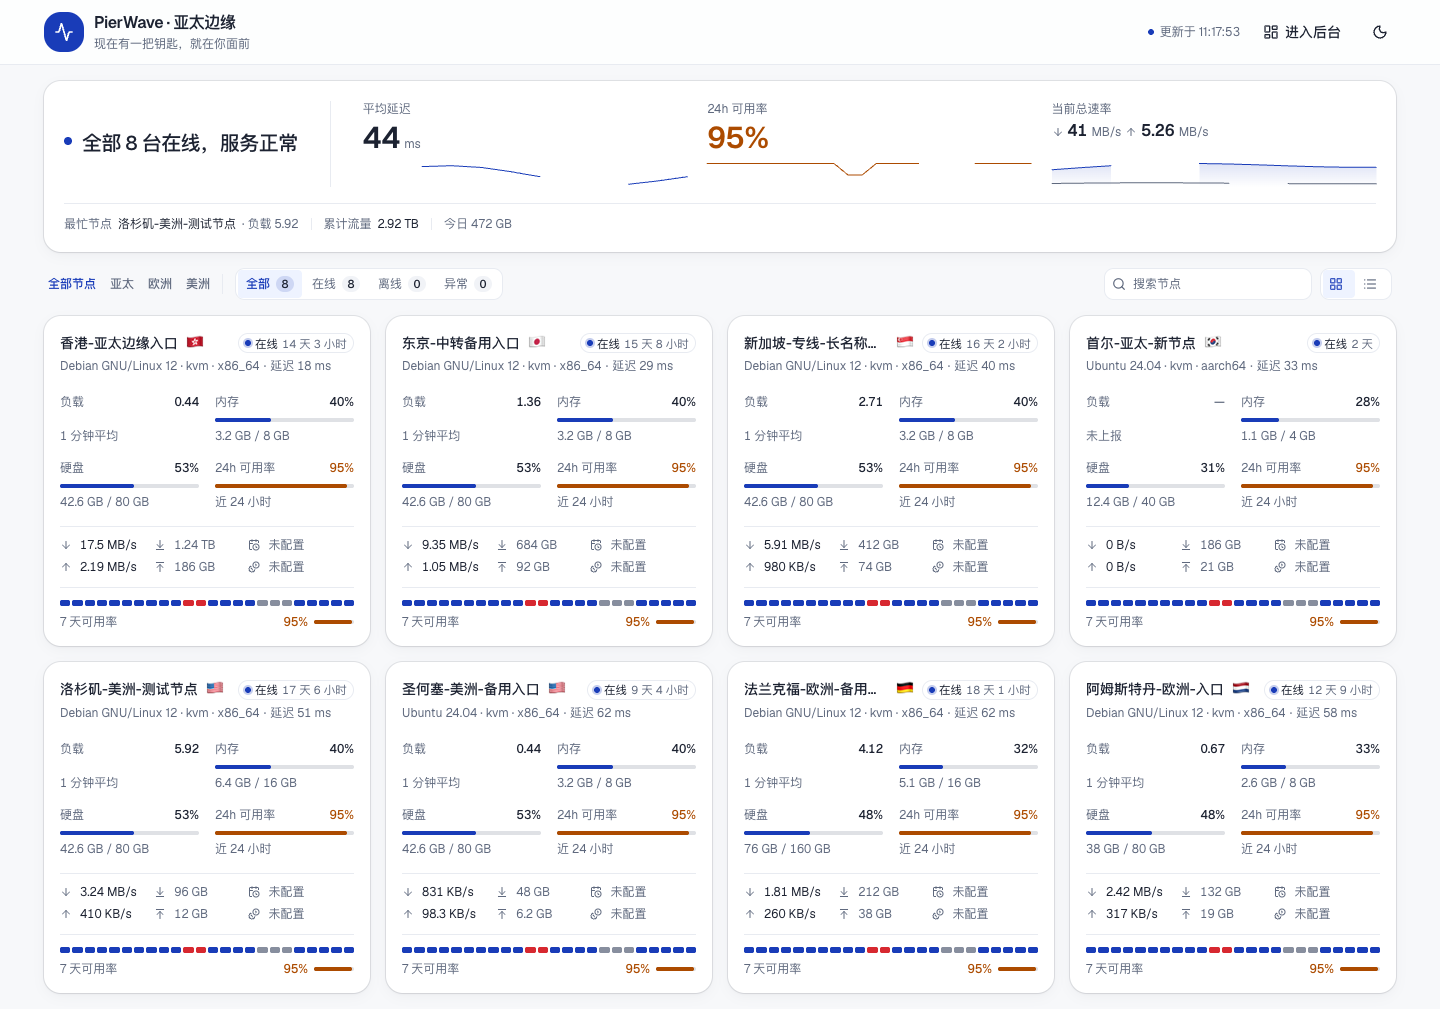 PierWave · 亚太边缘
现在有一把钥匙，就在你面前
更新于 11:17:53
进入后台
全部 8 台在线，服务正常
平均延迟
44 ms
24h 可用率
95%
当前总速率
↓ 41 MB/s ↑ 5.26 MB/s
最忙节点 洛杉矶-美洲-测试节点 · 负载 5.92
累计流量 2.92 TB
今日 472 GB
全部节点 亚太 欧洲 美洲
全部 8 在线 8 离线 0 异常 0
搜索节点
香港-亚太边缘入口 在线 14 天 3 小时
Debian GNU/Linux 12 · kvm · x86_64 · 延迟 18 ms
负载 0.44 内存 40%
1 分钟平均 3.2 GB / 8 GB
硬盘 53% 24h 可用率 95%
42.6 GB / 80 GB 近 24 小时
↓ 17.5 MB/s 1.24 TB 未配置
↑ 2.19 MB/s 186 GB 未配置
7 天可用率 95%
东京-中转备用入口 在线 15 天 8 小时
Debian GNU/Linux 12 · kvm · x86_64 · 延迟 29 ms
负载 1.36 内存 40%
1 分钟平均 3.2 GB / 8 GB
硬盘 53% 24h 可用率 95%
42.6 GB / 80 GB 近 24 小时
↓ 9.35 MB/s 684 GB 未配置
↑ 1.05 MB/s 92 GB 未配置
7 天可用率 95%
新加坡-专线-长名称... 在线 16 天 2 小时
Debian GNU/Linux 12 · kvm · x86_64 · 延迟 40 ms
负载 2.71 内存 40%
1 分钟平均 3.2 GB / 8 GB
硬盘 53% 24h 可用率 95%
42.6 GB / 80 GB 近 24 小时
↓ 5.91 MB/s 412 GB 未配置
↑ 980 KB/s 74 GB 未配置
7 天可用率 95%
首尔-亚太-新节点 在线 2 天
Ubuntu 24.04 · kvm · aarch64 · 延迟 33 ms
负载 — 内存 28%
未上报 1.1 GB / 4 GB
硬盘 31% 24h 可用率 95%
12.4 GB / 40 GB 近 24 小时
↓ 0 B/s 186 GB 未配置
↑ 0 B/s 21 GB 未配置
7 天可用率 95%
洛杉矶-美洲-测试节点 在线 17 天 6 小时
Debian GNU/Linux 12 · kvm · x86_64 · 延迟 51 ms
负载 5.92 内存 40%
1 分钟平均 6.4 GB / 16 GB
硬盘 53% 24h 可用率 95%
42.6 GB / 80 GB 近 24 小时
↓ 3.24 MB/s 96 GB 未配置
↑ 410 KB/s 12 GB 未配置
7 天可用率 95%
圣何塞-美洲-备用入口 在线 9 天 4 小时
Ubuntu 24.04 · kvm · x86_64 · 延迟 62 ms
负载 0.44 内存 40%
1 分钟平均 3.2 GB / 8 GB
硬盘 53% 24h 可用率 95%
42.6 GB / 80 GB 近 24 小时
↓ 831 KB/s 48 GB 未配置
↑ 98.3 KB/s 6.2 GB 未配置
7 天可用率 95%
法兰克福-欧洲-备用... 在线 18 天 1 小时
Debian GNU/Linux 12 · kvm · x86_64 · 延迟 62 ms
负载 4.12 内存 32%
1 分钟平均 5.1 GB / 16 GB
硬盘 48% 24h 可用率 95%
76 GB / 160 GB 近 24 小时
↓ 1.81 MB/s 212 GB 未配置
↑ 260 KB/s 38 GB 未配置
7 天可用率 95%
阿姆斯特丹-欧洲-入口 在线 12 天 9 小时
Debian GNU/Linux 12 · kvm · x86_64 · 延迟 58 ms
负载 0.67 内存 33%
1 分钟平均 2.6 GB / 8 GB
硬盘 48% 24h 可用率 95%
38 GB / 80 GB 近 24 小时
↓ 2.42 MB/s 132 GB 未配置
↑ 317 KB/s 19 GB 未配置
7 天可用率 95%